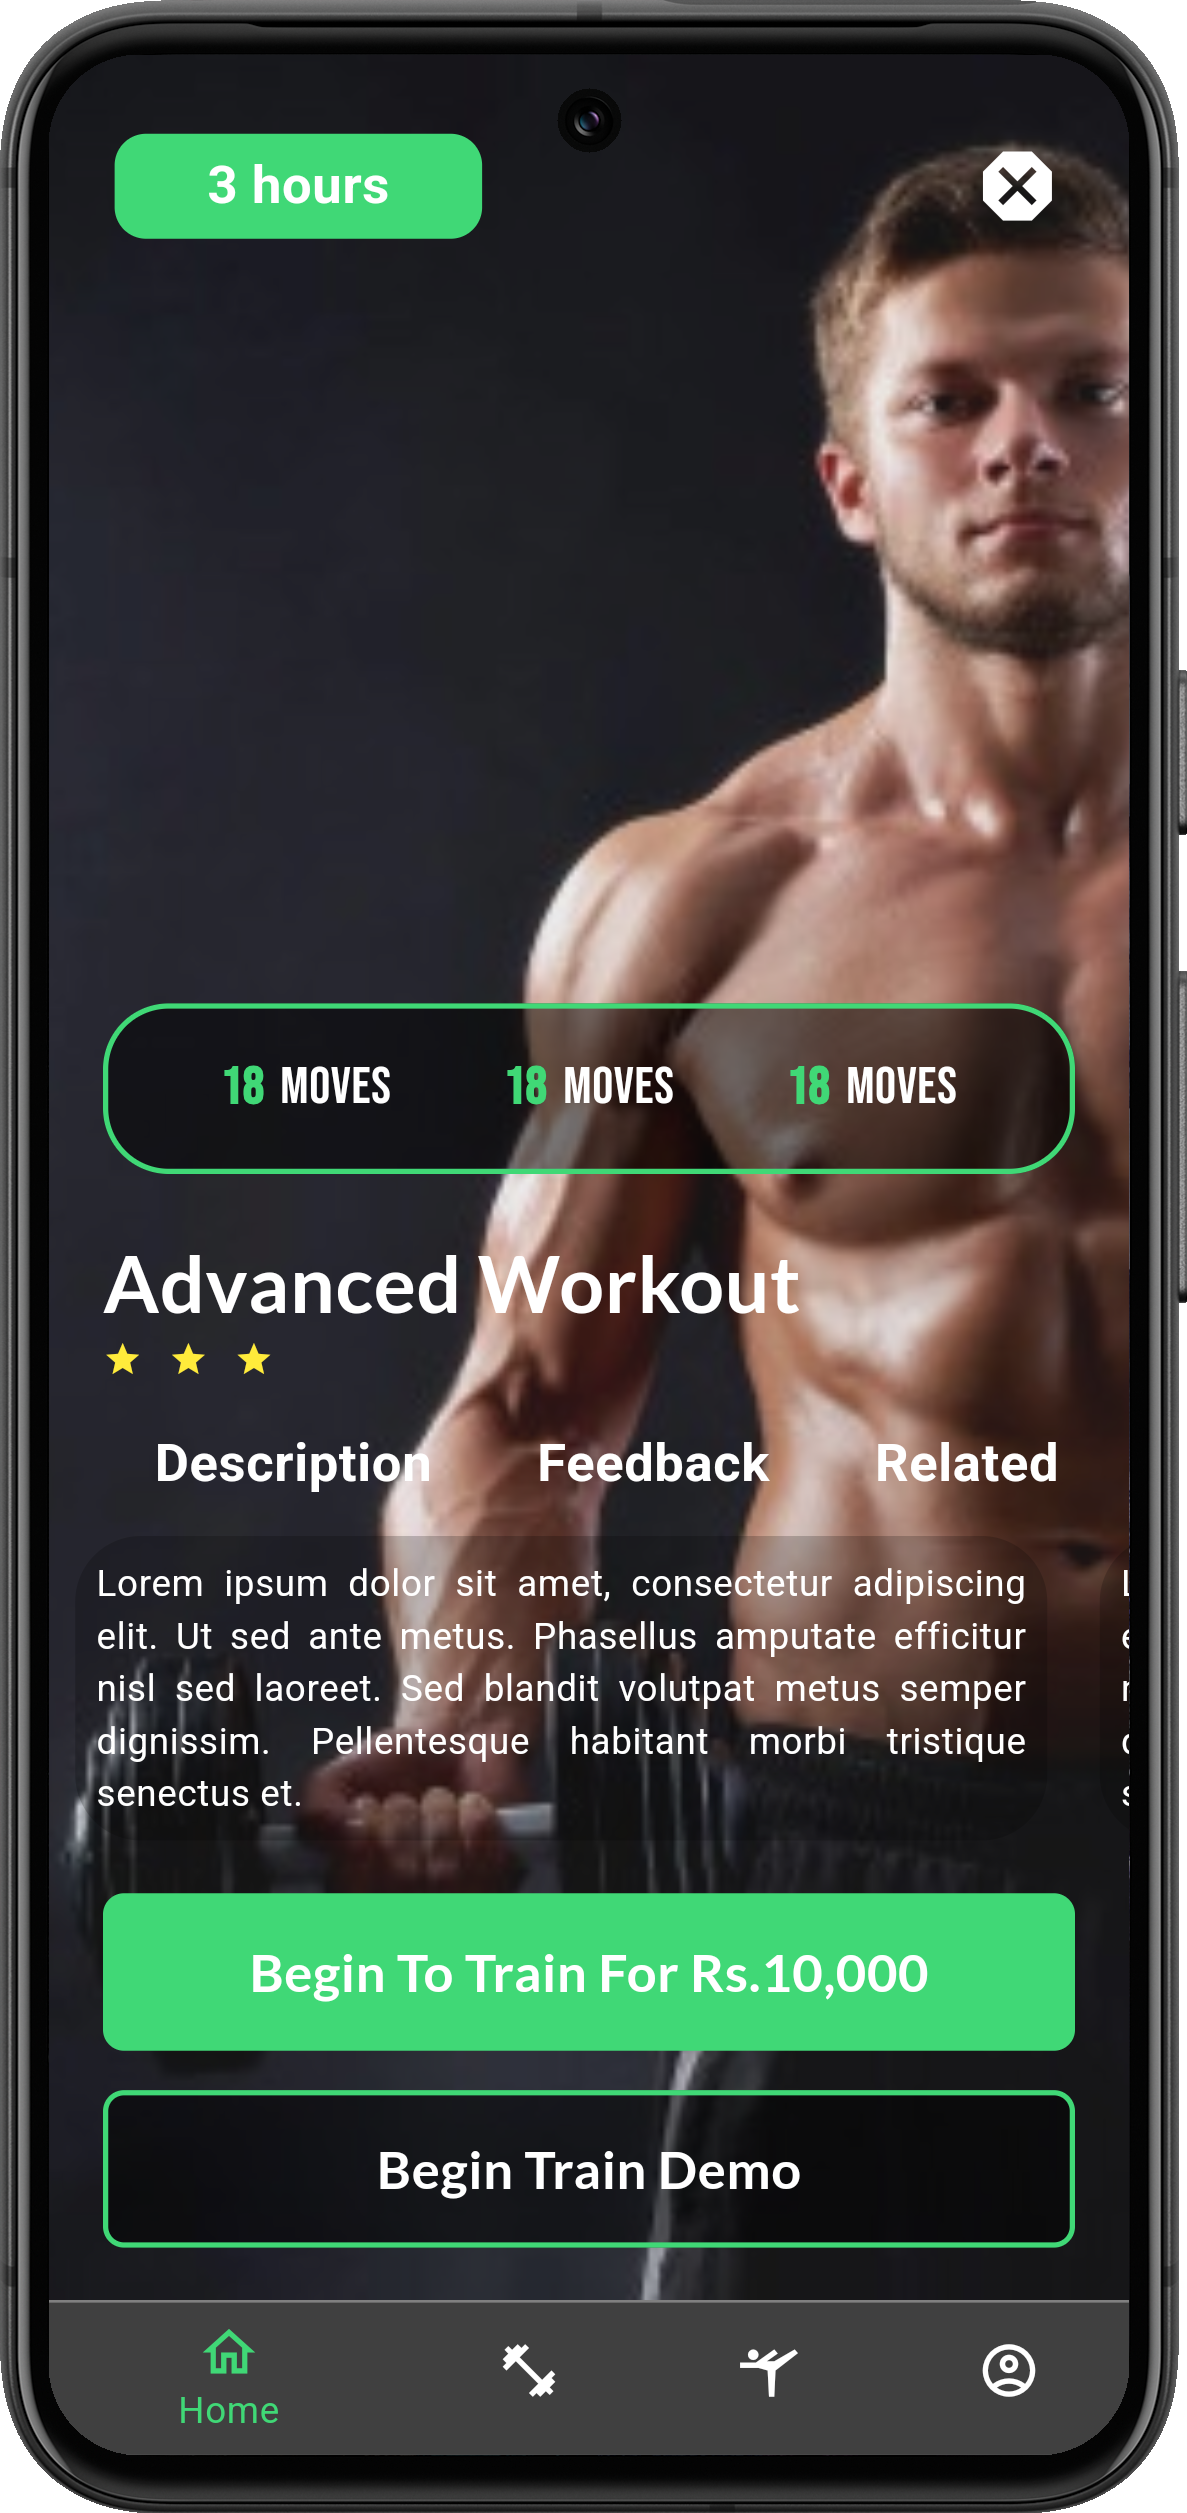 3 hours
18 MOVES 18 MOVES 18 MOVES
Advanced Workout
Description Feedback Related
Lorem ipsum dolor sit amet, consectetur adipiscing
elit. Ut sed ante metus. Phasellus amputate efficitur
nisl sed laoreet. Sed blandit volutpat metus semper
dignissim. Pellentesque habitant morbi tristique
senectus et.
Begin To Train For Rs.10,000
Begin Train Demo
Home